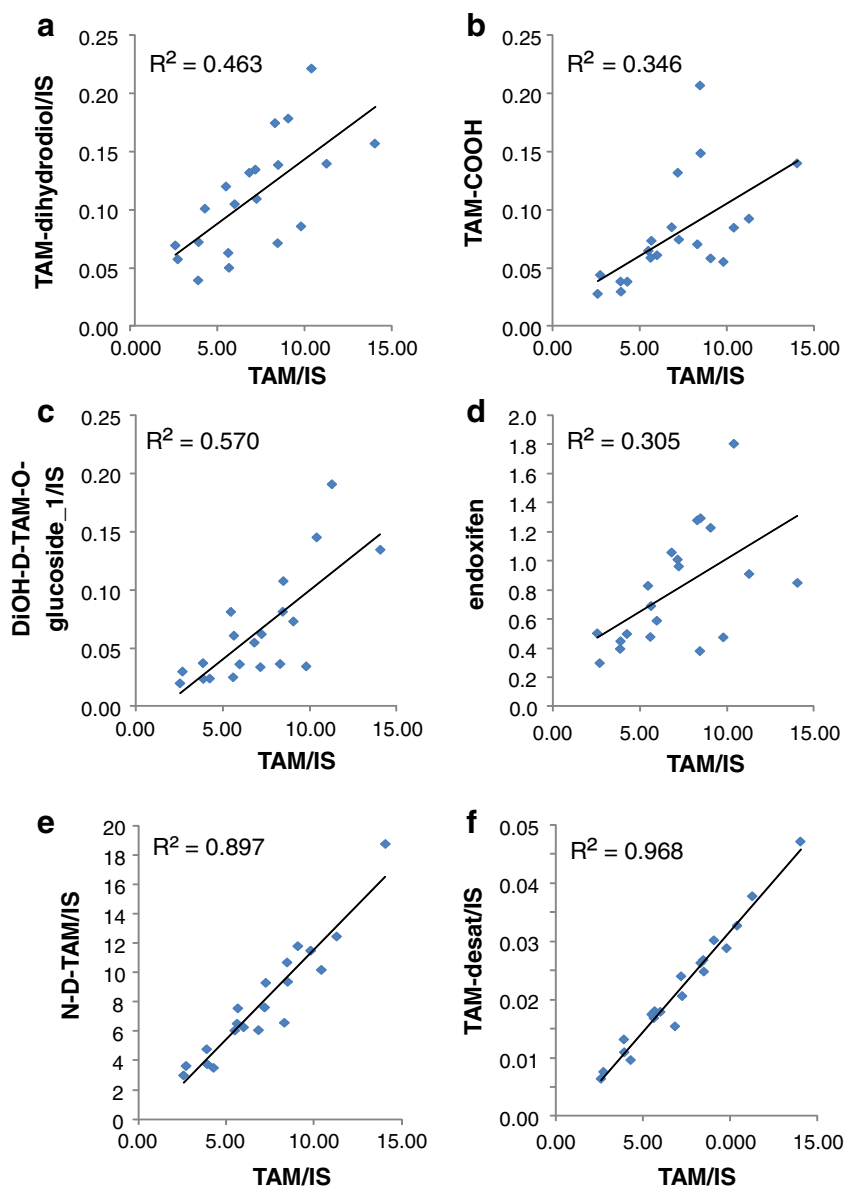 a
TAM-dihydrodiol/IS
R² = 0.463
0.25
0.20
0.15
0.10
0.05
0.00
0.000 5.00 10.00 15.00
TAM/IS
b
TAM-COOH
R² = 0.346
0.25
0.20
0.15
0.10
0.05
0.00
0.00 5.00 10.00 15.00
TAM/IS
c
DiOH-D-TAM-O-
glucoside_1/IS
R² = 0.570
0.25
0.20
0.15
0.10
0.05
0.00
0.00 5.00 10.00 15.00
TAM/IS
d
endoxifen
R² = 0.305
2.0
1.8
1.6
1.4
1.2
1.0
0.8
0.6
0.4
0.2
0.0
0.00 5.00 10.00 15.00
TAM/IS
e
N-D-TAM/IS
R² = 0.897
20
18
16
14
12
10
8
6
4
2
0
0.00 5.00 10.00 15.00
TAM/IS
f
TAM-desat/IS
R² = 0.968
0.05
0.04
0.03
0.02
0.01
0.00
0.00 5.00 0.000 15.00
TAM/IS